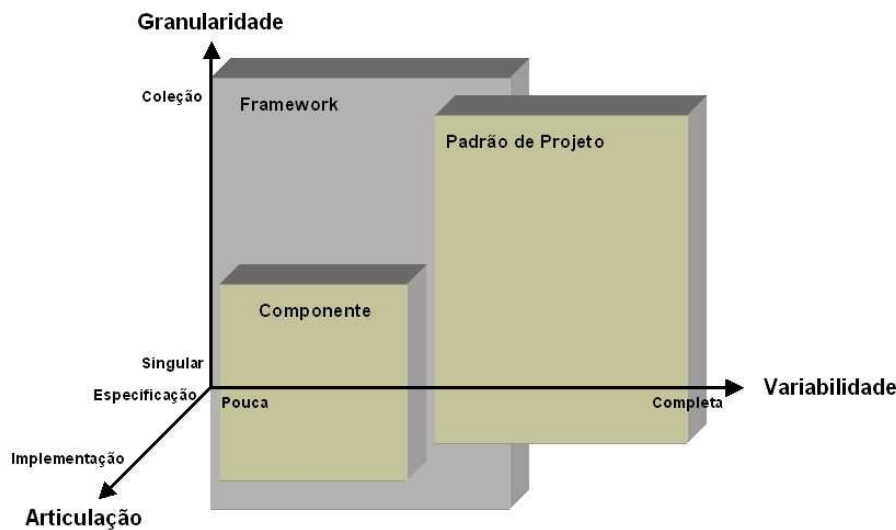 Granularidade
Coleção
Framework
Padrão de Projeto
Componente
Singular
Especificação
Pouca
Completa
Variabilidade
Implementação
Articulação